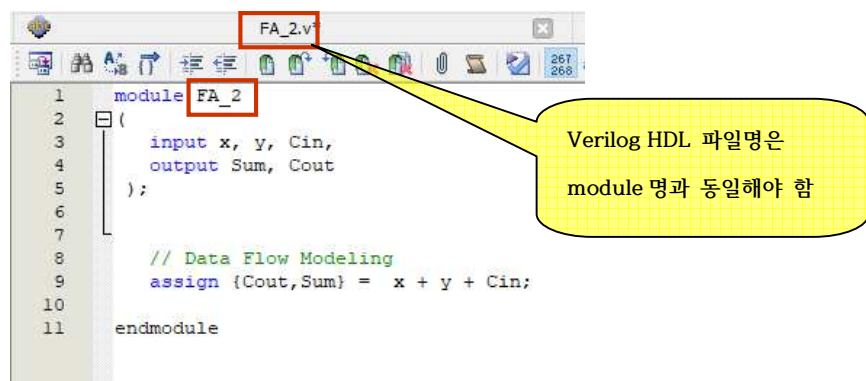 FA_2.v*
267
268
1 module FA_2
2 (
3 input x, y, Cin,
4 output Sum, Cout
5 );
6
7
8 // Data Flow Modeling
9 assign {Cout,Sum} = x + y + Cin;
10
11 endmodule
Verilog HDL 파일명은
module 명과 동일해야 함